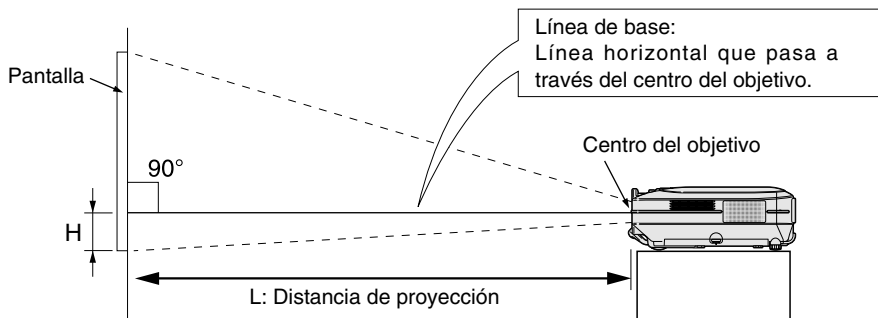 Línea de base:
Línea horizontal que pasa a
través del centro del objetivo.
Pantalla
Centro del objetivo
90°
H
L: Distancia de proyección